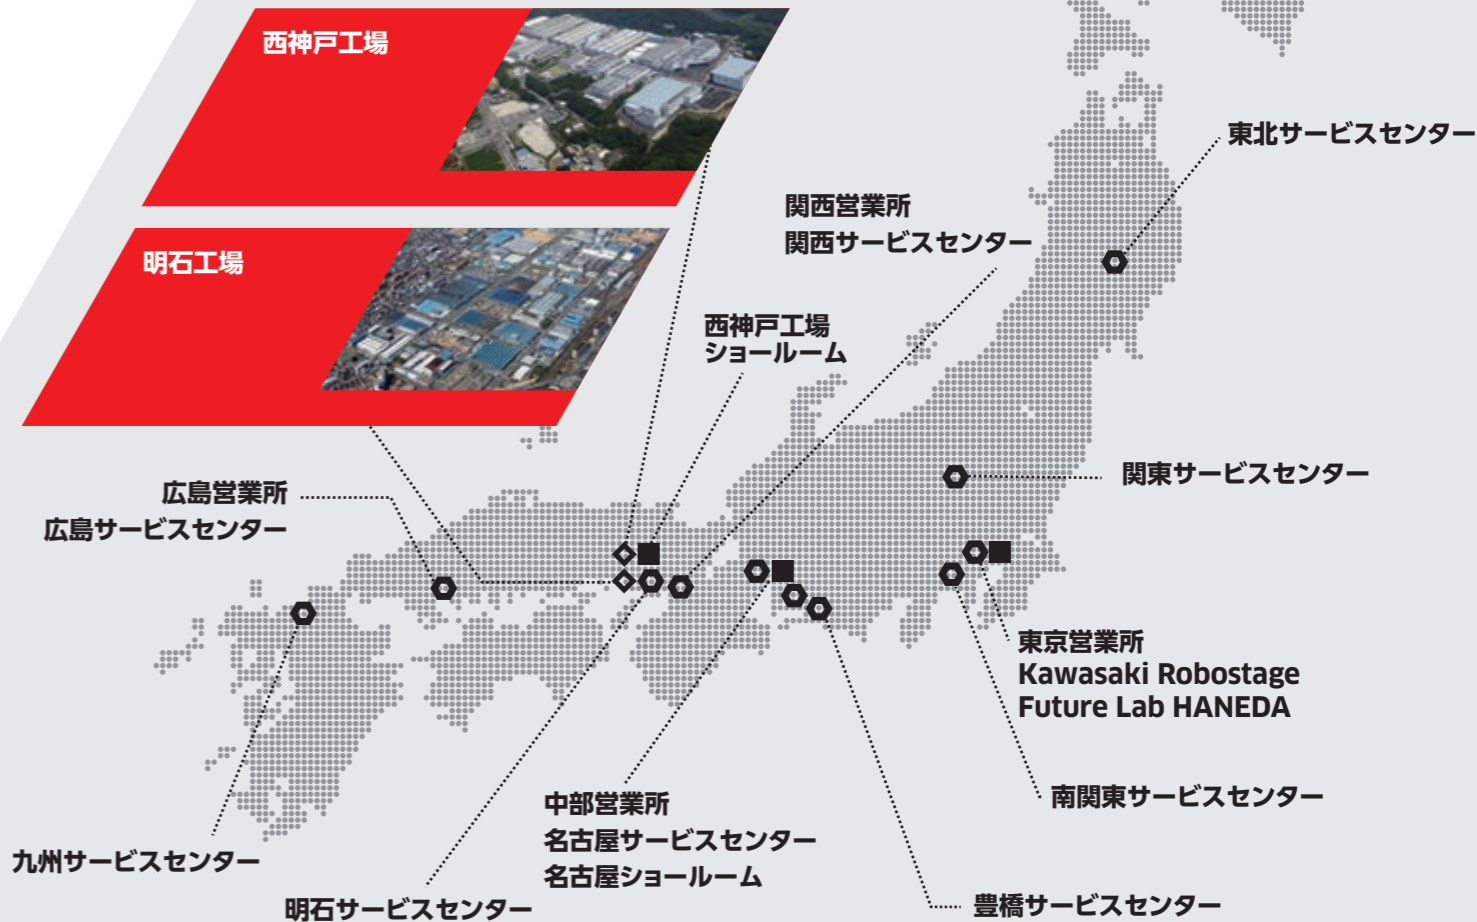 西神戸工場
明石工場
東北サービスセンター
関西営業所
関西サービスセンター
西神戸工場
ショールーム
関東サービスセンター
広島営業所
広島サービスセンター
東京営業所
Kawasaki Robostage
Future Lab HANEDA
南関東サービスセンター
中部営業所
名古屋サービスセンター
名古屋ショールーム
九州サービスセンター
明石サービスセンター
豊橋サービスセンター